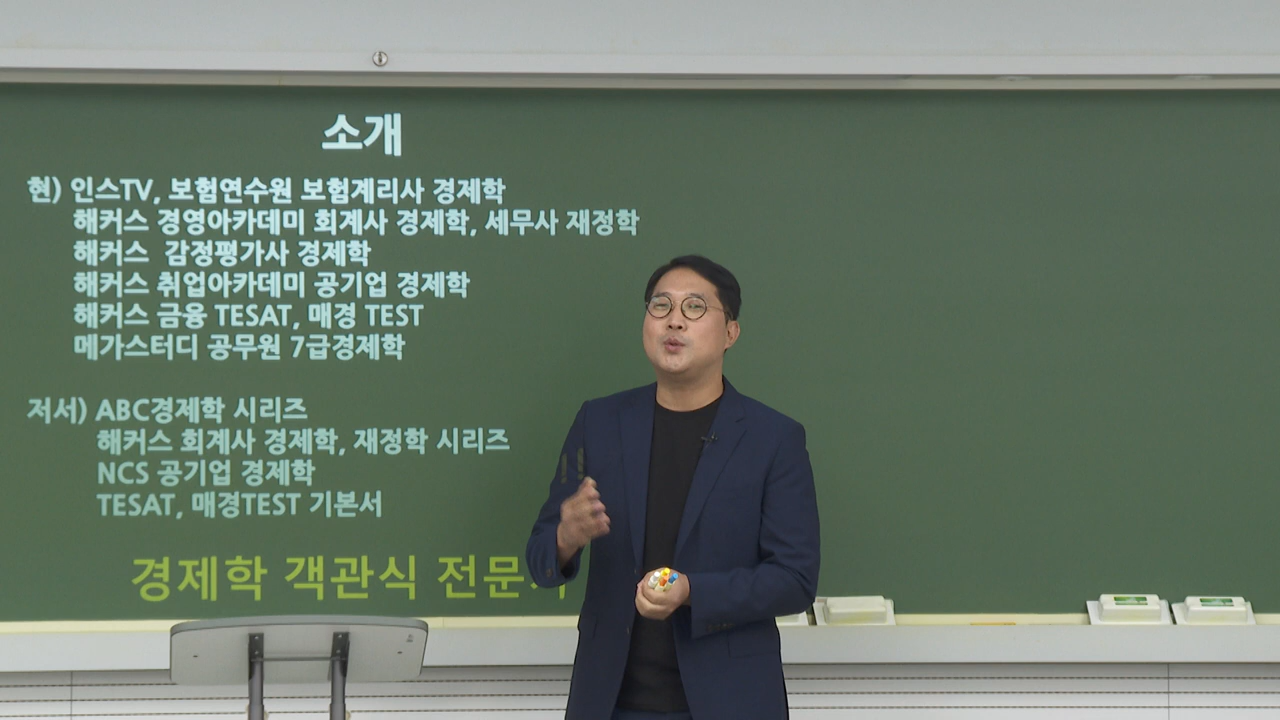 소개
현) 인스TV, 보험연수원 보험계리사 경제학
해커스 경영아카데미 회계사 경제학, 세무사 재정학
해커스 감정평가사 경제학
해커스 취업아카데미 공기업 경제학
해커스 금융 TESAT, 매경 TEST
메가스터디 공무원 7급경제학
저서) ABC경제학 시리즈
해커스 회계사 경제학, 재정학 시리즈
NCS 공기업 경제학
TESAT, 매경TEST 기본서
경제학 객관식 전문